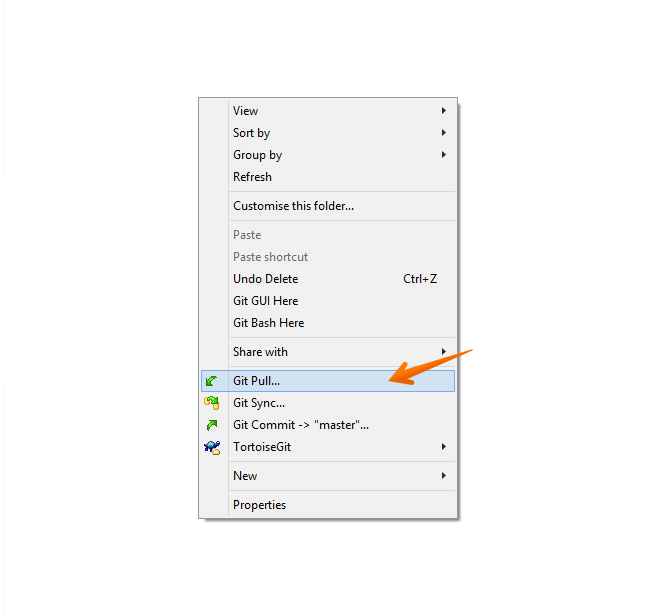 View
Sort by
Group by
Refresh
Customise this folder...
Paste
Paste shortcut
Undo Delete Ctrl+Z
Git GUI Here
Git Bash Here
Share with
Git Pull...
Git Sync...
Git Commit -> "master"...
TortoiseGit
New
Properties